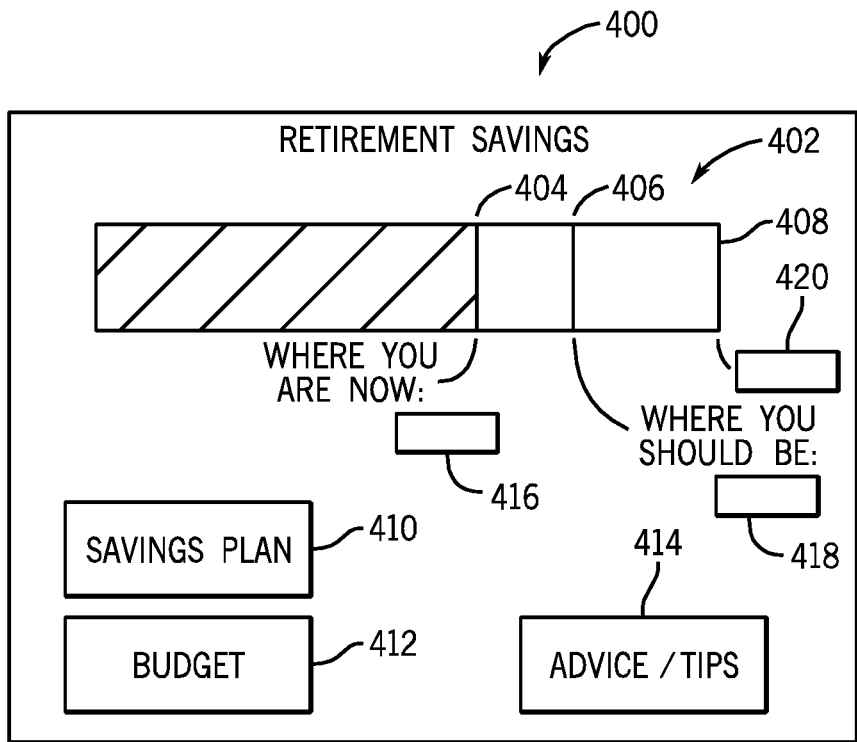 400
RETIREMENT SAVINGS
402
404
406
408
420
WHERE YOU
ARE NOW:
WHERE YOU
SHOULD BE:
416
418
SAVINGS PLAN
410
414
BUDGET
412
ADVICE / TIPS